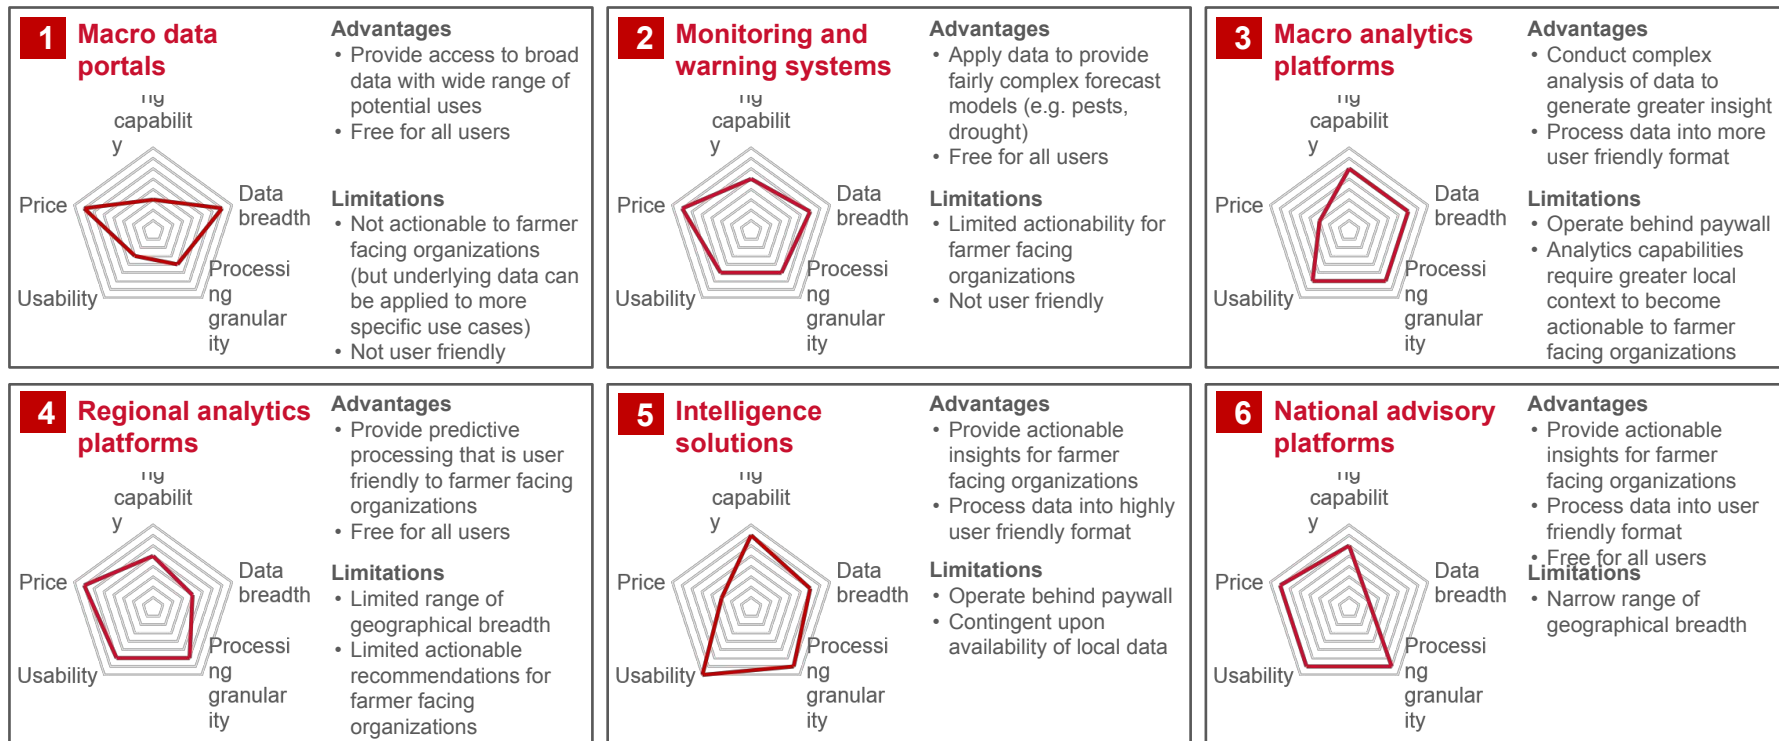 1
Macro data
portals
ng
capabilit
y
Price
Data
breadth
Usability
Processi
ng
granular
ity
Advantages
• Provide access to broad
data with wide range of
potential uses
• Free for all users
Limitations
• Not actionable to farmer
facing organizations
(but underlying data can
be applied to more
specific use cases)
• Not user friendly
2
Monitoring and
warning systems
ng
capabilit
y
Price
Data
breadth
Usability
Processi
ng
granular
ity
Advantages
• Apply data to provide
fairly complex forecast
models (e.g. pests,
drought)
• Free for all users
Limitations
• Limited actionability for
farmer facing
organizations
• Not user friendly
3
Macro analytics
platforms
ng
capabilit
y
Price
Data
breadth
Usability
Processi
ng
granular
ity
Advantages
• Conduct complex
analysis of data to
generate greater insight
• Process data into more
user friendly format
Limitations
• Operate behind paywall
• Analytics capabilities
require greater local
context to become
actionable to farmer
facing organizations
4
Regional analytics
platforms
ng
capabilit
y
Price
Data
breadth
Usability
Processi
ng
granular
ity
Advantages
• Provide predictive
processing that is user
friendly to farmer facing
organizations
• Free for all users
Limitations
• Limited range of
geographical breadth
• Limited actionable
recommendations for
farmer facing
organizations
5
Intelligence
solutions
ng
capabilit
y
Price
Data
breadth
Usability
Processi
ng
granular
ity
Advantages
• Provide actionable
insights for farmer
facing organizations
• Process data into highly
user friendly format
Limitations
• Operate behind paywall
• Contingent upon
availability of local data
6
National advisory
platforms
ng
capabilit
y
Price
Data
breadth
Usability
Processi
ng
granular
ity
Advantages
• Provide actionable
insights for farmer
facing organizations
• Process data into user
friendly format
• Free for all users
Limitations
• Narrow range of
geographical breadth